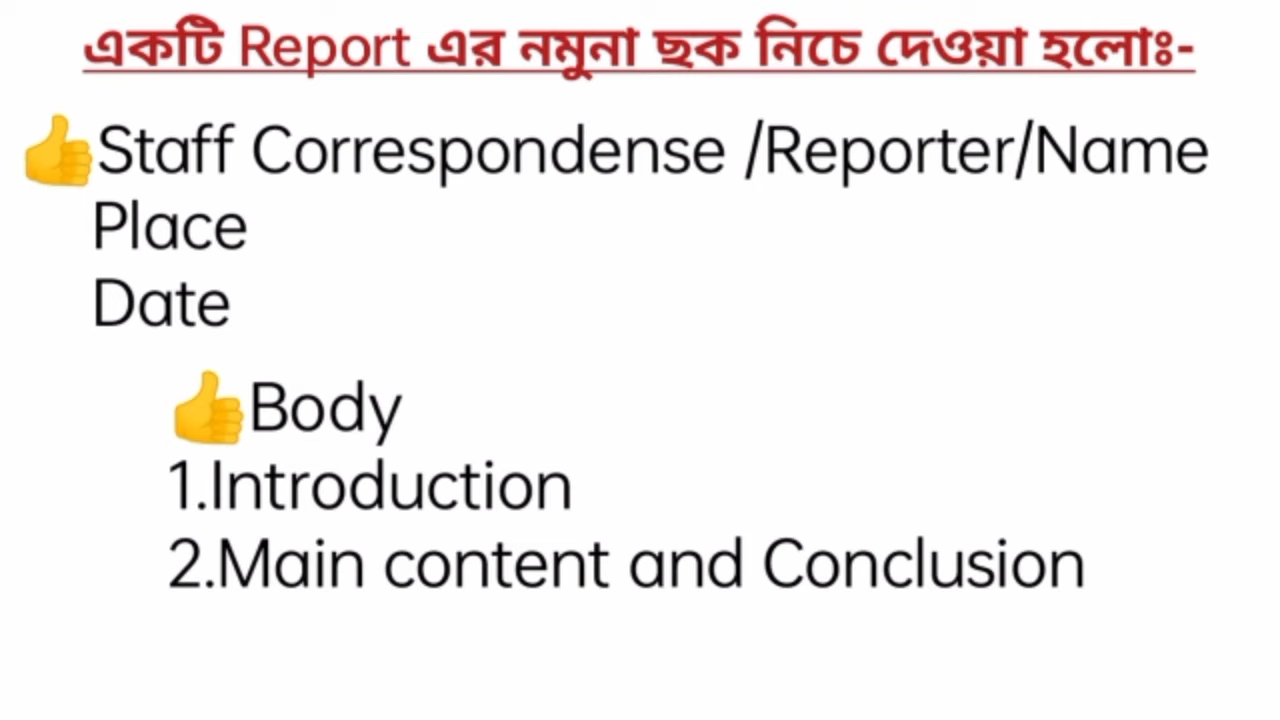 একটি Report এর নমুনা ছক নিচে দেওয়া হলোঃ-
👍Staff Correspondense /Reporter/Name
Place
Date
👍Body
1.Introduction
2.Main content and Conclusion